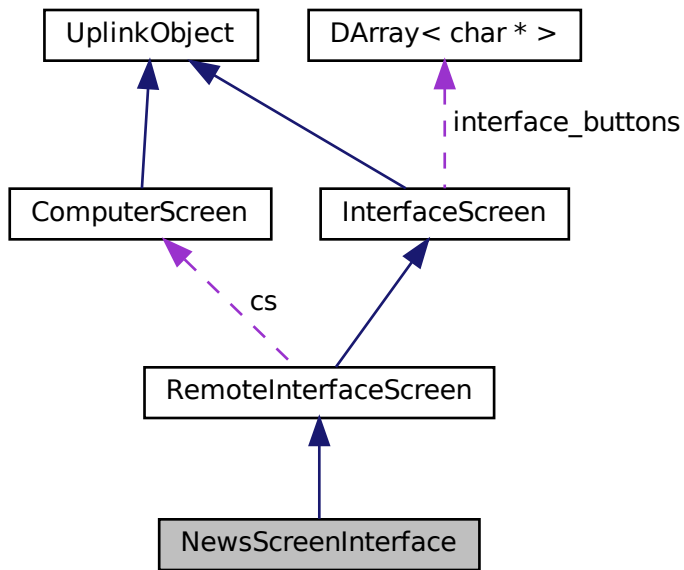 UplinkObject
DArray< char * >
interface_buttons
ComputerScreen
InterfaceScreen
cs
RemoteInterfaceScreen
NewsScreenInterface